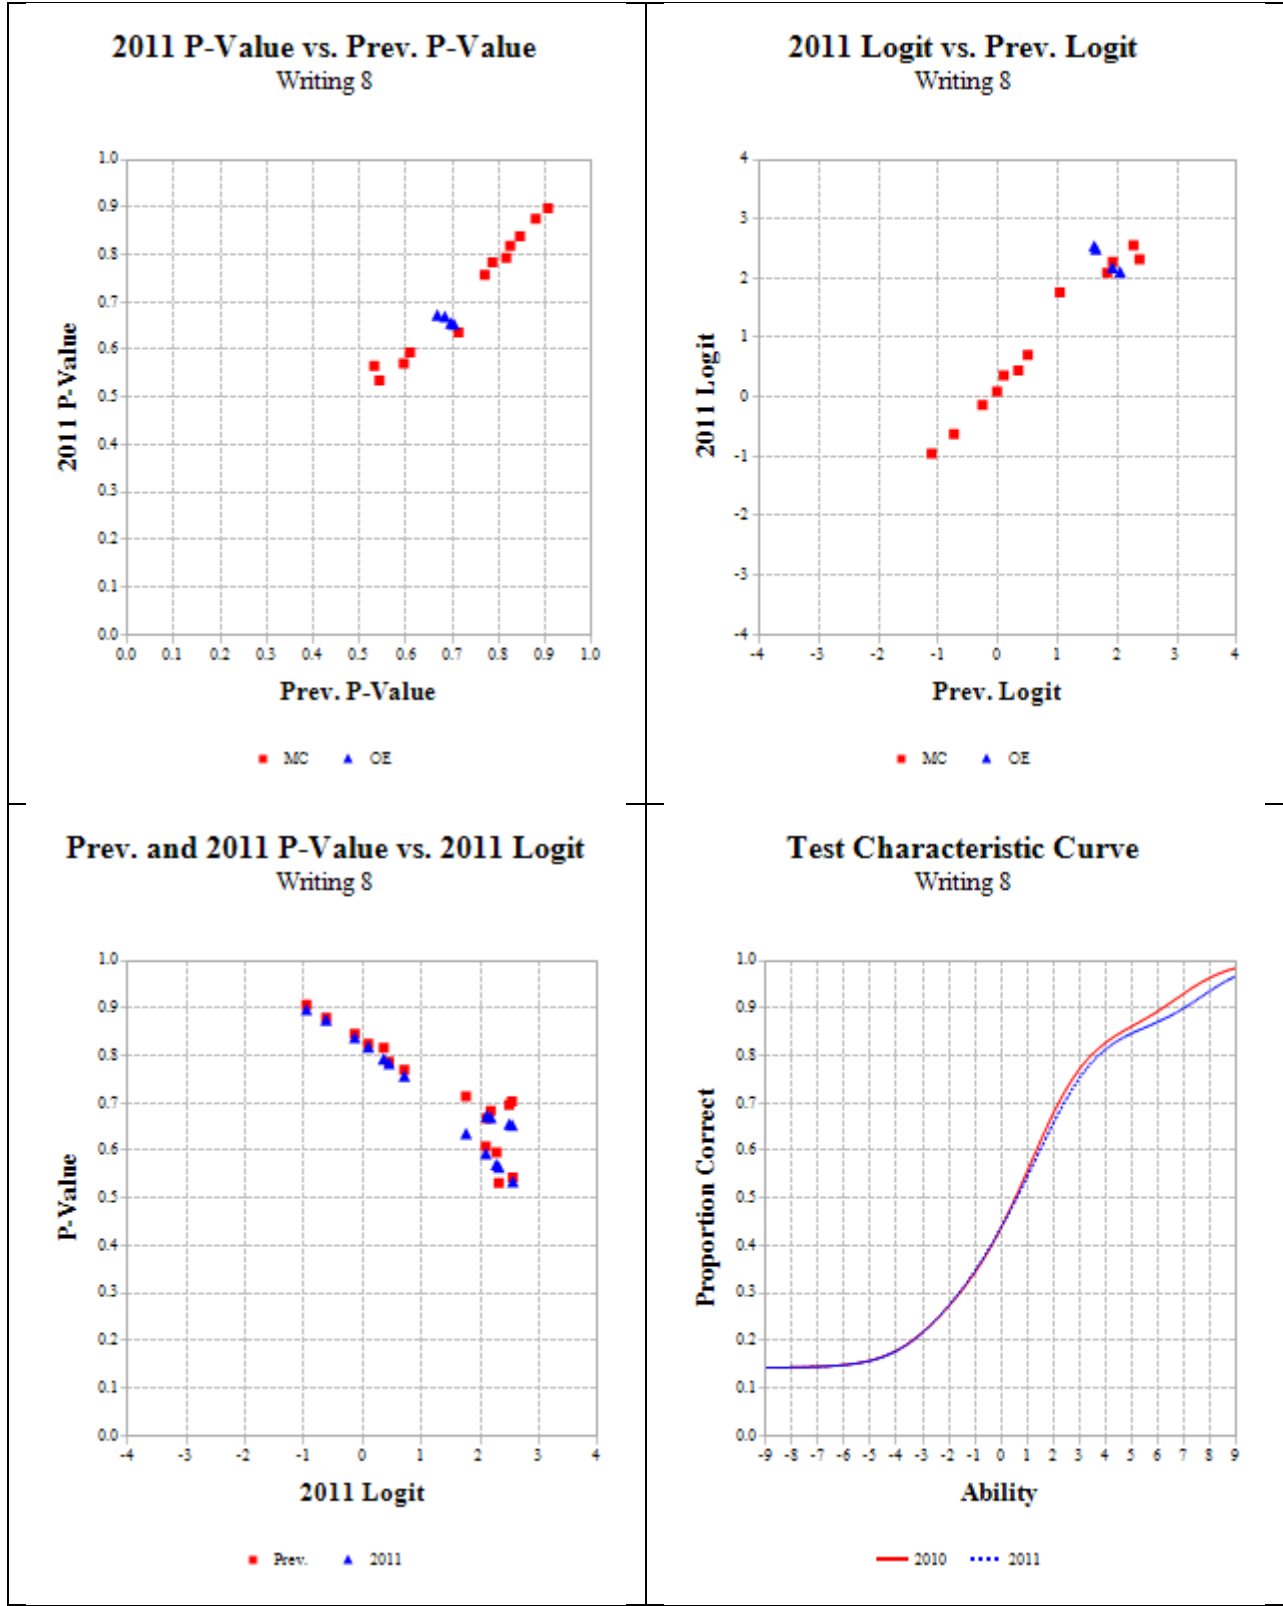 2011 P-Value vs. Prev. P-Value
Writing 8
1.0
0.9
0.8
0.7
0.6
0.5
0.4
0.3
0.2
0.1
0.0
2011 P-Value
0.0 0.1 0.2 0.3 0.4 0.5 0.6 0.7 0.8 0.9 1.0
Prev. P-Value
MC OE
2011 Logit vs. Prev. Logit
Writing 8
4
3
2
1
0
-1
-2
-3
-4
2011 Logit
-4 -3 -2 -1 0 1 2 3 4
Prev. Logit
MC OE
Prev. and 2011 P-Value vs. 2011 Logit
Writing 8
1.0
0.9
0.8
0.7
0.6
0.5
0.4
0.3
0.2
0.1
0.0
P-Value
-4 -3 -2 -1 0 1 2 3 4
2011 Logit
Prev. 2011
Test Characteristic Curve
Writing 8
1.0
0.9
0.8
0.7
0.6
0.5
0.4
0.3
0.2
0.1
0.0
Proportion Correct
-9 -8 -7 -6 -5 -4 -3 -2 -1 0 1 2 3 4 5 6 7 8 9
Ability
2010 2011